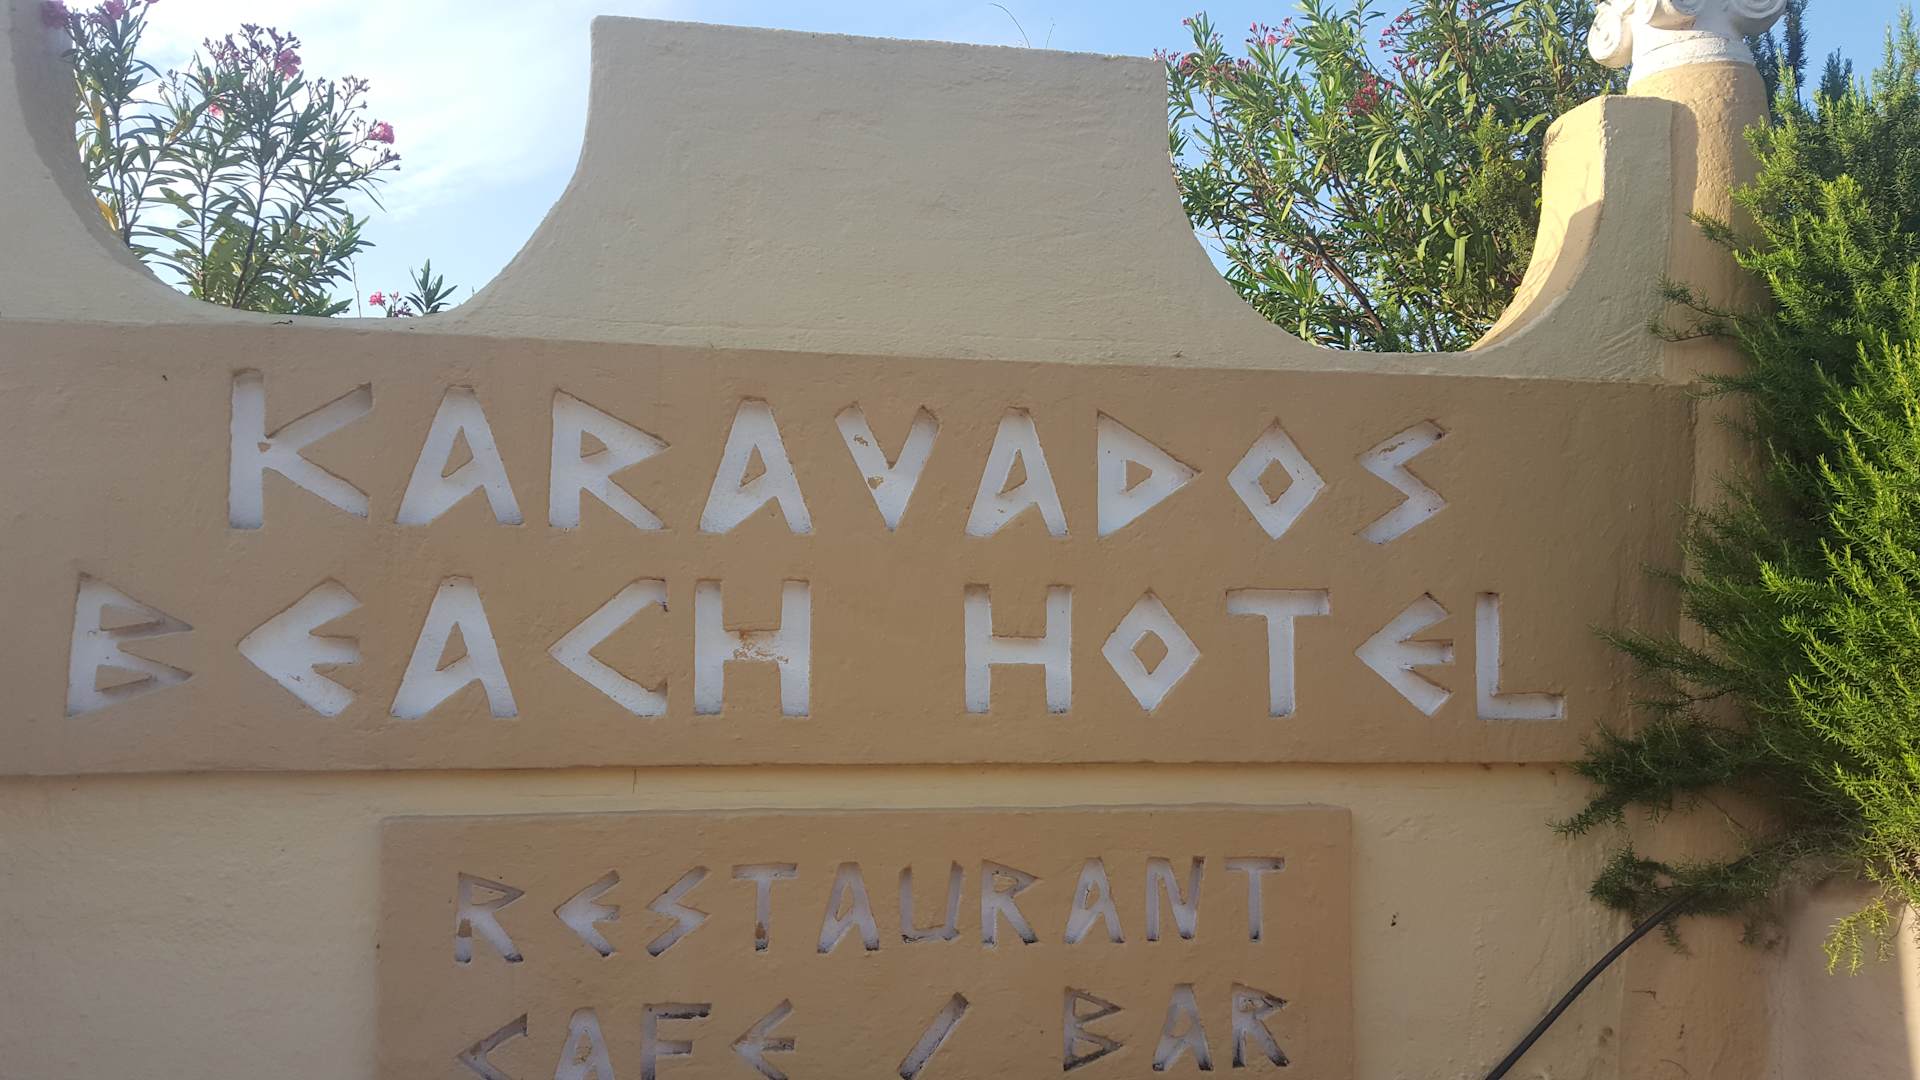 KARAVADOS
BEACH HOTEL
RESTAURANT
CAFE / BAR